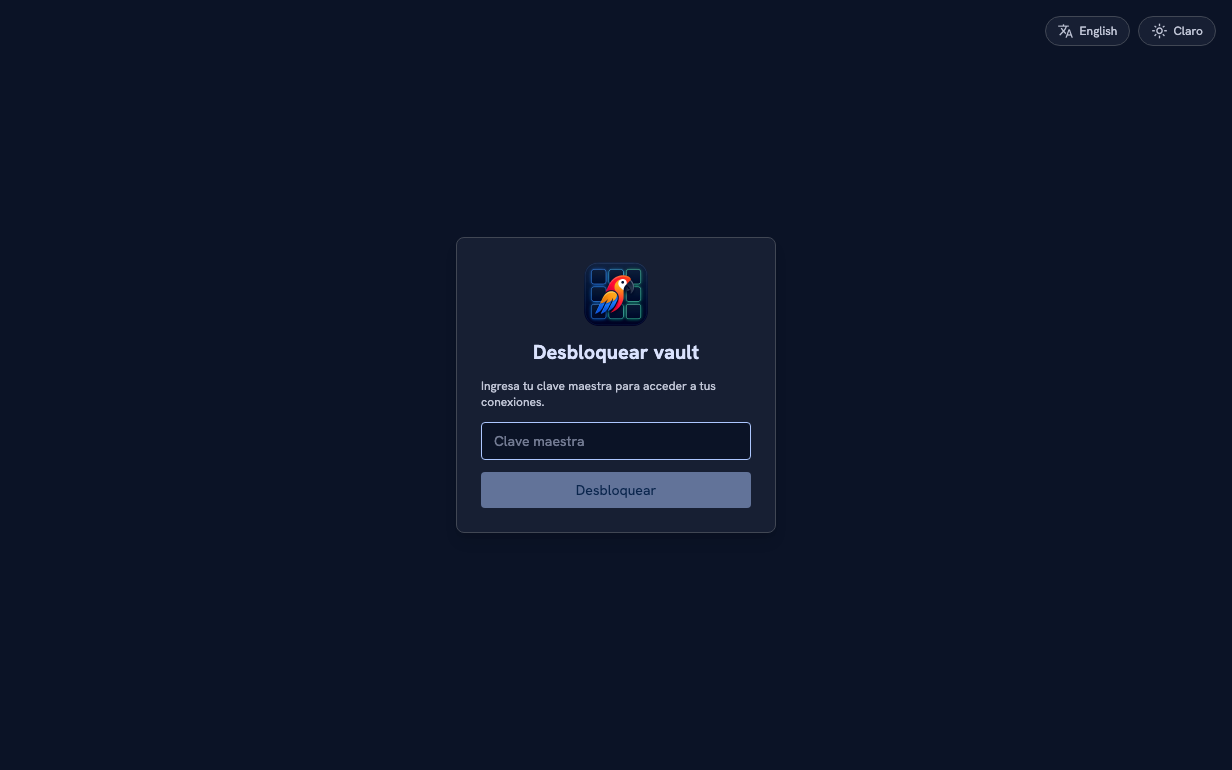 English
Claro
Desbloquear vault
Ingresa tu clave maestra para acceder a tus
conexiones.
Clave maestra
Desbloquear